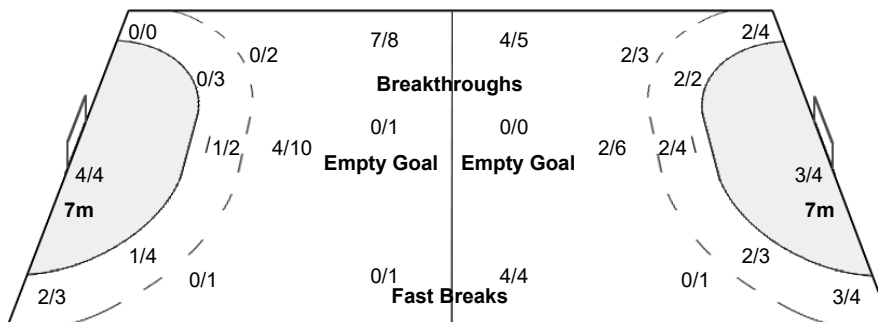 0/0 0/2 7/8 4/5 2/3 2/4
0/3 Breakthroughs 2/2
1/2 4/10 0/1 0/0 2/6 2/4
Empty Goal Empty Goal
4/4 3/4
7m 7m
1/4 2/3
0/1 0/1 4/4 0/1
2/3 Fast Breaks 3/4